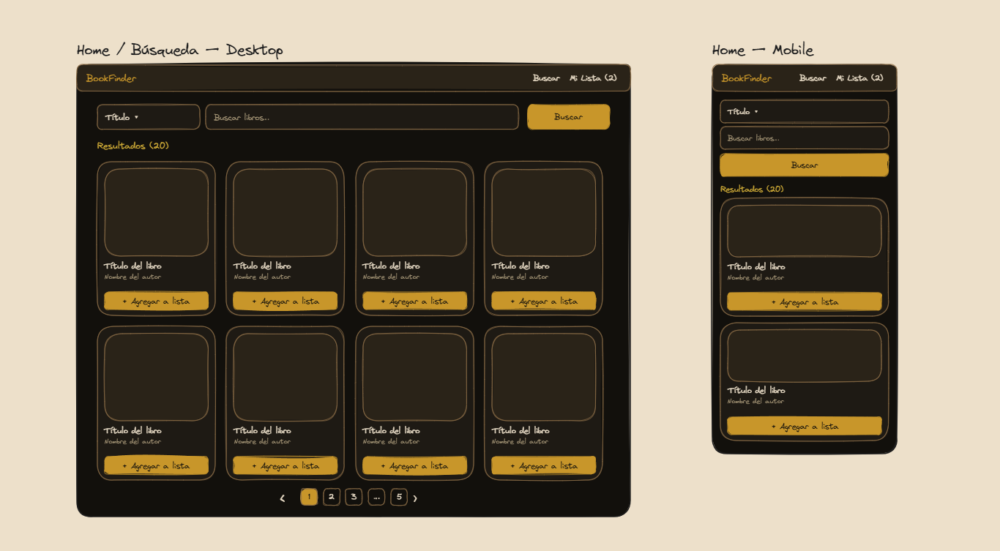 Home / Búsqueda — Desktop
BookFinder
Buscar Mi Lista (2)
Título ▾ Buscar libros... Buscar
Resultados (20)
Título del libro Título del libro Título del libro Título del libro
Nombre del autor Nombre del autor Nombre del autor Nombre del autor
+ Agregar a lista + Agregar a lista + Agregar a lista + Agregar a lista
Título del libro Título del libro Título del libro Título del libro
Nombre del autor Nombre del autor Nombre del autor Nombre del autor
+ Agregar a lista + Agregar a lista + Agregar a lista + Agregar a lista
‹ 1 2 3 ... 5 ›
Home — Mobile
BookFinder Buscar Mi Lista (2)
Título ▾
Buscar libros...
Buscar
Resultados (20)
Título del libro
Nombre del autor
+ Agregar a lista
Título del libro
Nombre del autor
+ Agregar a lista